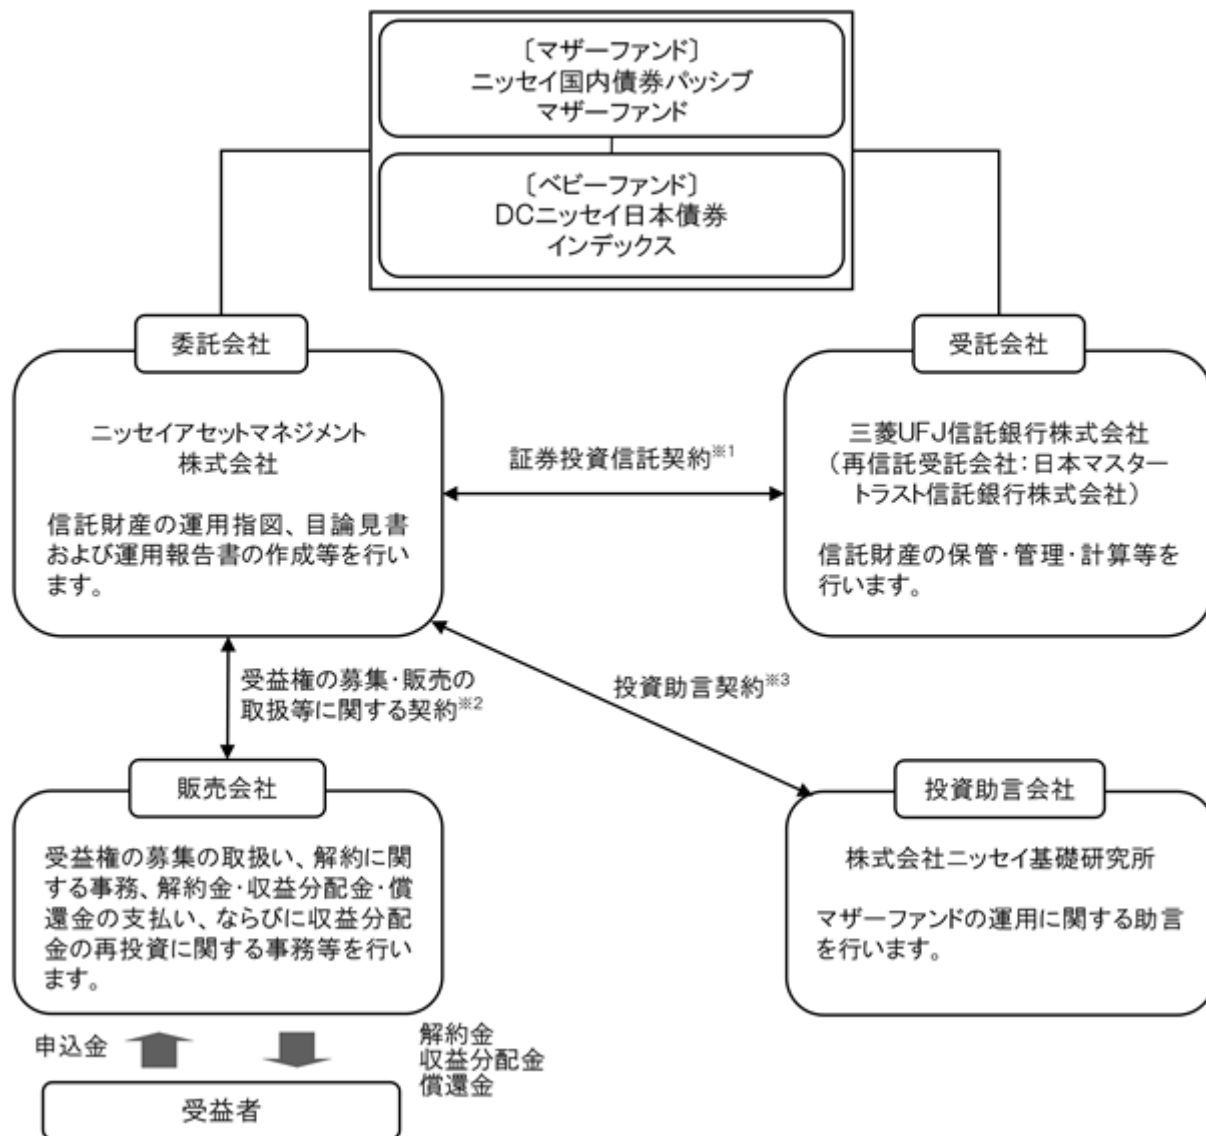 〔マザーファンド〕
ニッセイ国内債券パッシブ
マザーファンド
〔ベビーファンド〕
DCニッセイ日本債券
インデックス
委託会社
ニッセイアセットマネジメント
株式会社
信託財産の運用指図、目論見書
および運用報告書の作成等を行い
ます。
証券投資信託契約※1
受託会社
三菱UFJ信託銀行株式会社
（再信託受託会社：日本マスター
トラスト信託銀行株式会社）
信託財産の保管・管理・計算等を
行います。
受益権の募集・販売の
取扱等に関する契約※2
投資助言契約※3
販売会社
受益権の募集の取扱い、解約に関
する事務、解約金・収益分配金・償
還金の支払い、ならびに収益分配
金の再投資に関する事務等を行い
ます。
投資助言会社
株式会社ニッセイ基礎研究所
マザーファンドの運用に関する助言
を行います。
申込金
解約金
収益分配金
償還金
受益者